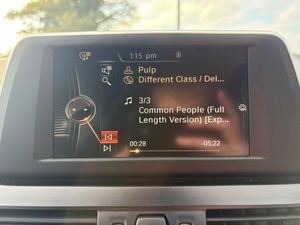 1:15 pm
Pulp
Different Class / Del...
3/3
Common People (Full
Length Version) [Exp...
00:28
-05:22